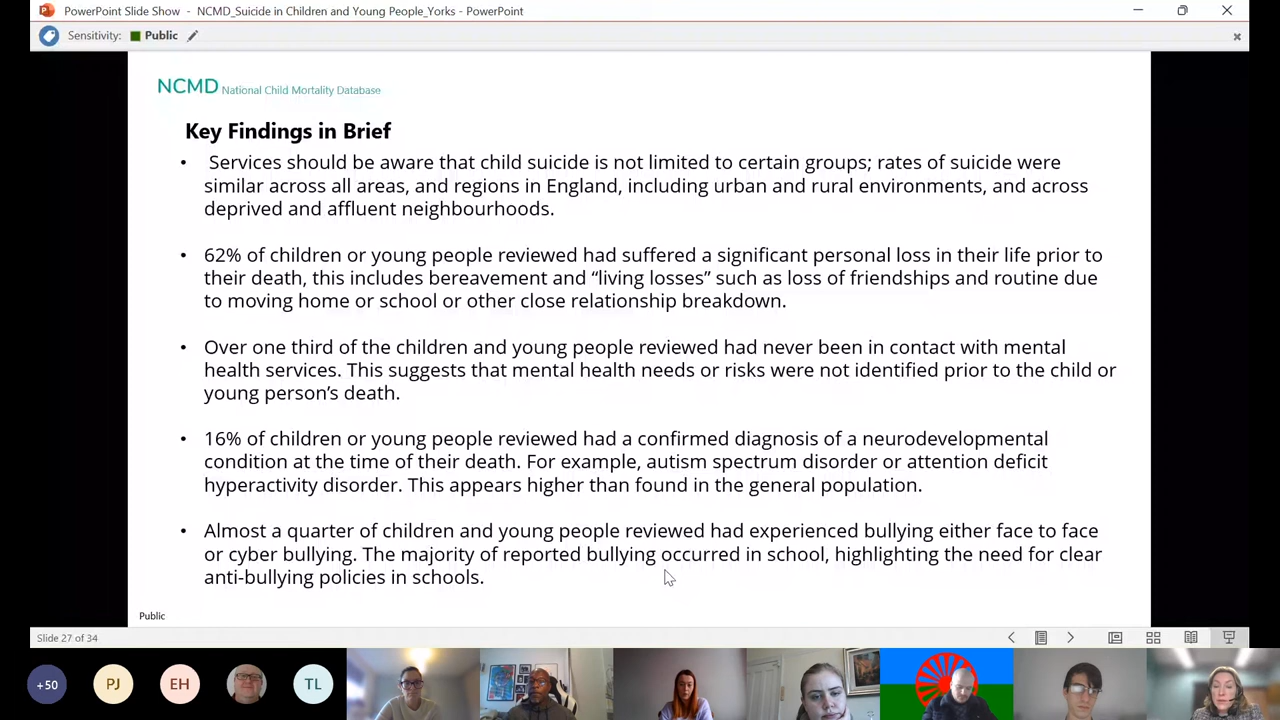 PowerPoint Slide Show - NCMD_Suicide in Children and Young People_Yorks - PowerPoint
Sensitivity: Public
NCMD National Child Mortality Database
Key Findings in Brief
• Services should be aware that child suicide is not limited to certain groups; rates of suicide were
similar across all areas, and regions in England, including urban and rural environments, and across
deprived and affluent neighbourhoods.
• 62% of children or young people reviewed had suffered a significant personal loss in their life prior to
their death, this includes bereavement and “living losses” such as loss of friendships and routine due
to moving home or school or other close relationship breakdown.
• Over one third of the children and young people reviewed had never been in contact with mental
health services. This suggests that mental health needs or risks were not identified prior to the child or
young person’s death.
• 16% of children or young people reviewed had a confirmed diagnosis of a neurodevelopmental
condition at the time of their death. For example, autism spectrum disorder or attention deficit
hyperactivity disorder. This appears higher than found in the general population.
• Almost a quarter of children and young people reviewed had experienced bullying either face to face
or cyber bullying. The majority of reported bullying occurred in school, highlighting the need for clear
anti-bullying policies in schools.
Public
Slide 27 of 34
+50 PJ EH TL